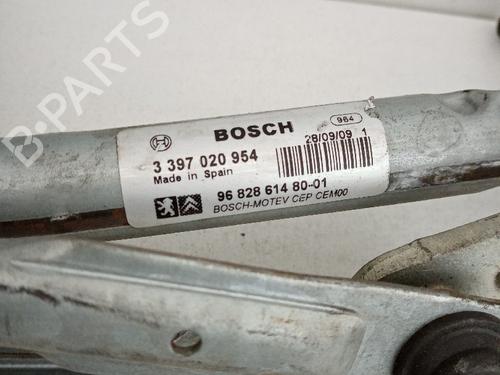 BOSCH
964
28/09/09 1
3 397 020 954
Made in Spain
96 828 614 80-01
BOSCH-MOTEV CEP CEM00
B-PARTS